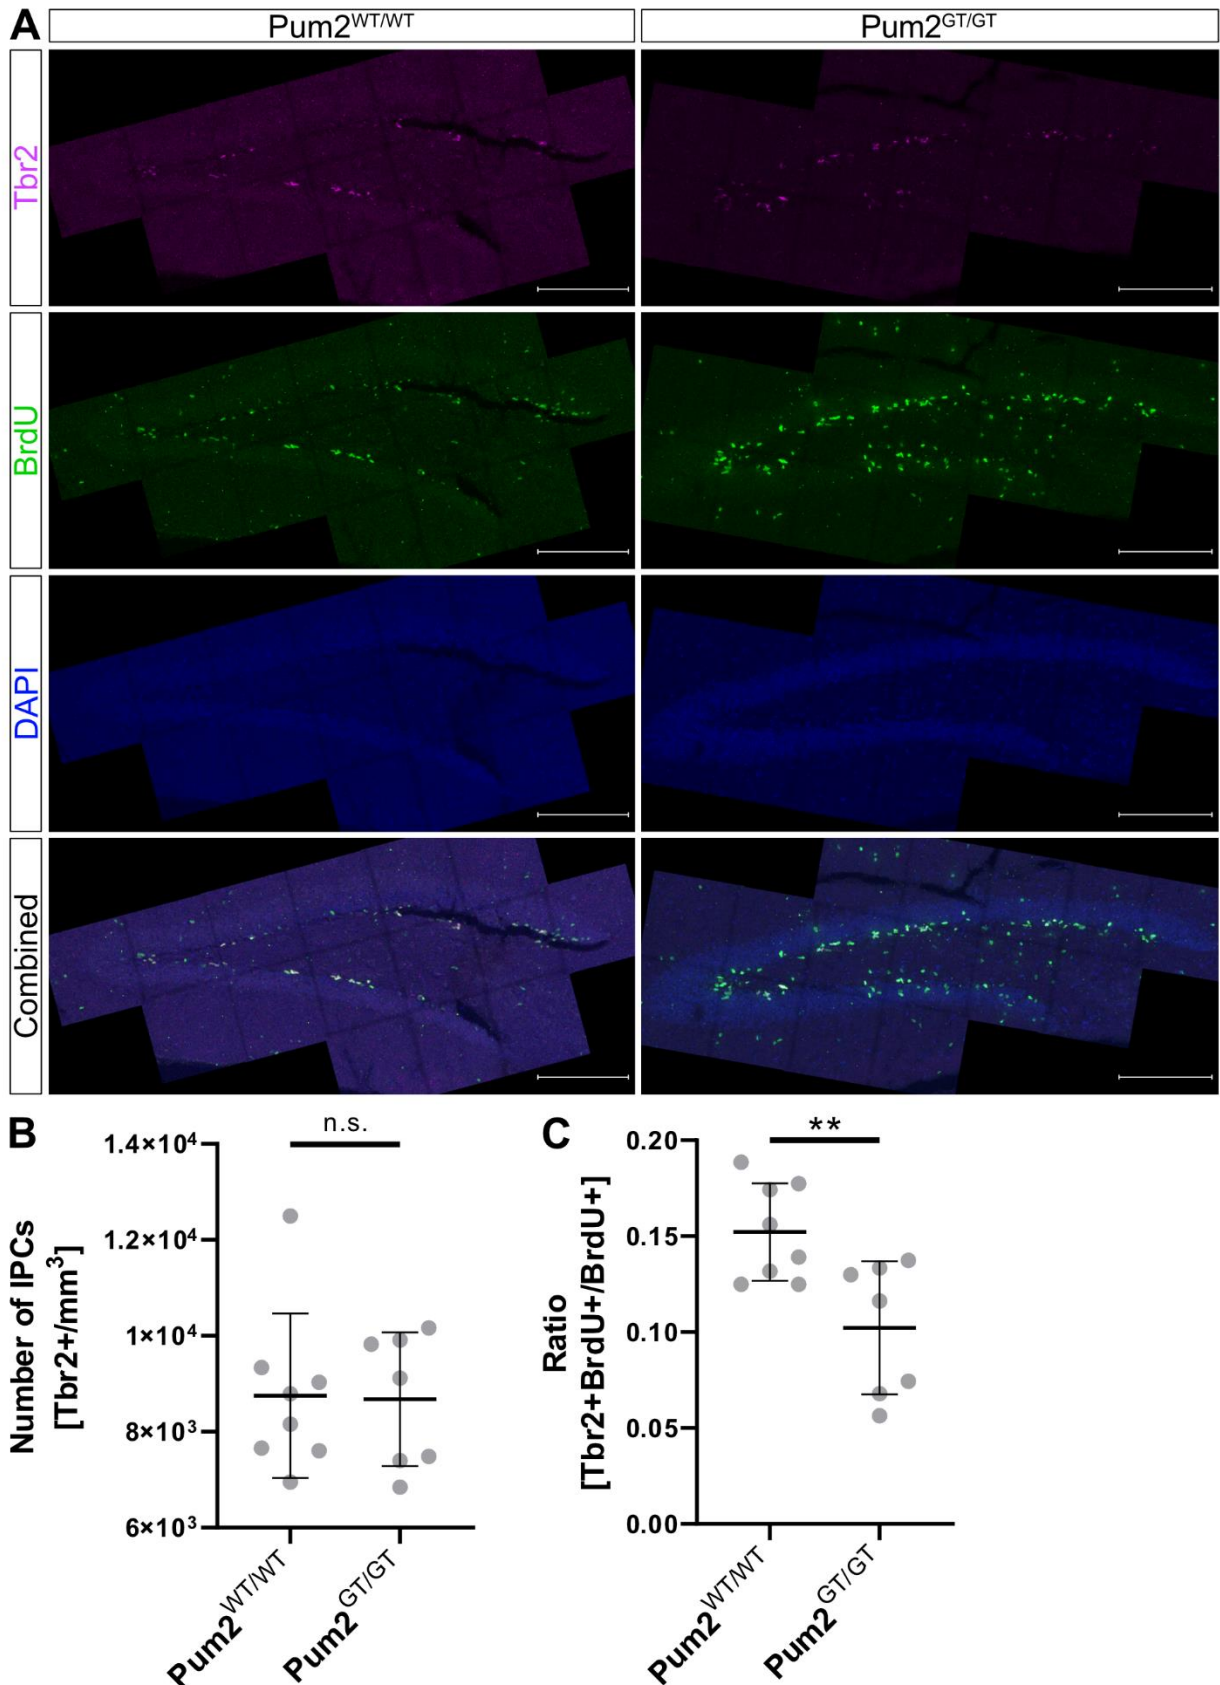 A
Pum2WT/WT
Pum2GT/GT
Tbr2
BrdU
DAPI
Combined
B
n.s.
1.4×10⁴
1.2×10⁴
1×10⁴
8×10³
6×10³
Number of IPCs
[Tbr2+/mm³]
Pum2WT/WT
Pum2GT/GT
C
**
0.20
0.15
0.10
0.05
0.00
Ratio
[Tbr2+BrdU+/BrdU+]
Pum2WT/WT
Pum2GT/GT